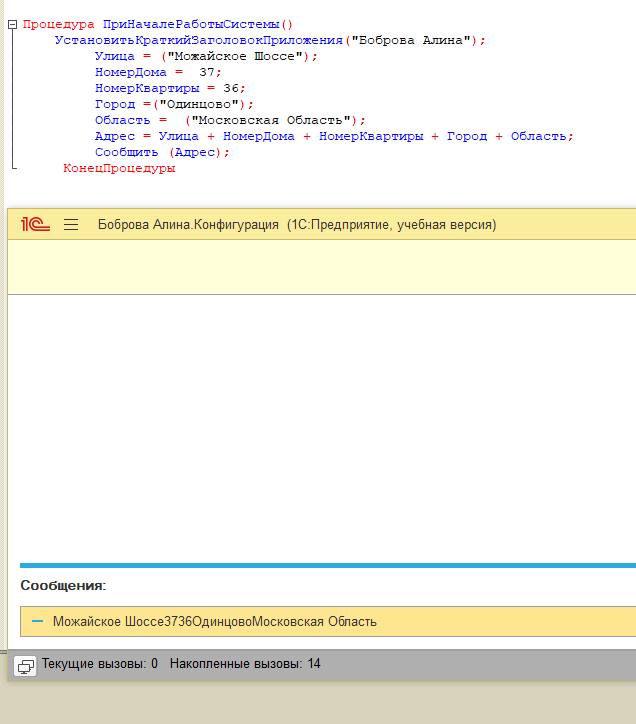 Процедура ПриНачалеРаботыСистемы()
УстановитьКраткийЗаголовокПриложения("Боброва Алина");
Улица = ("Можайское Шоссе");
НомерДома =  37;
НомерКвартиры = 36;
Город =("Одинцово");
Область =  ("Московская Область");
Адрес = Улица + НомерДома + НомерКвартиры + Город + Область;
Сообщить (Адрес);
КонецПроцедуры
1С Боброва Алина.Конфигурация (1С:Предприятие, учебная версия)
Сообщения:
Можайское Шоссе3736ОдинцовоМосковская Область
Текущие вызовы: 0 Накопленные вызовы: 14